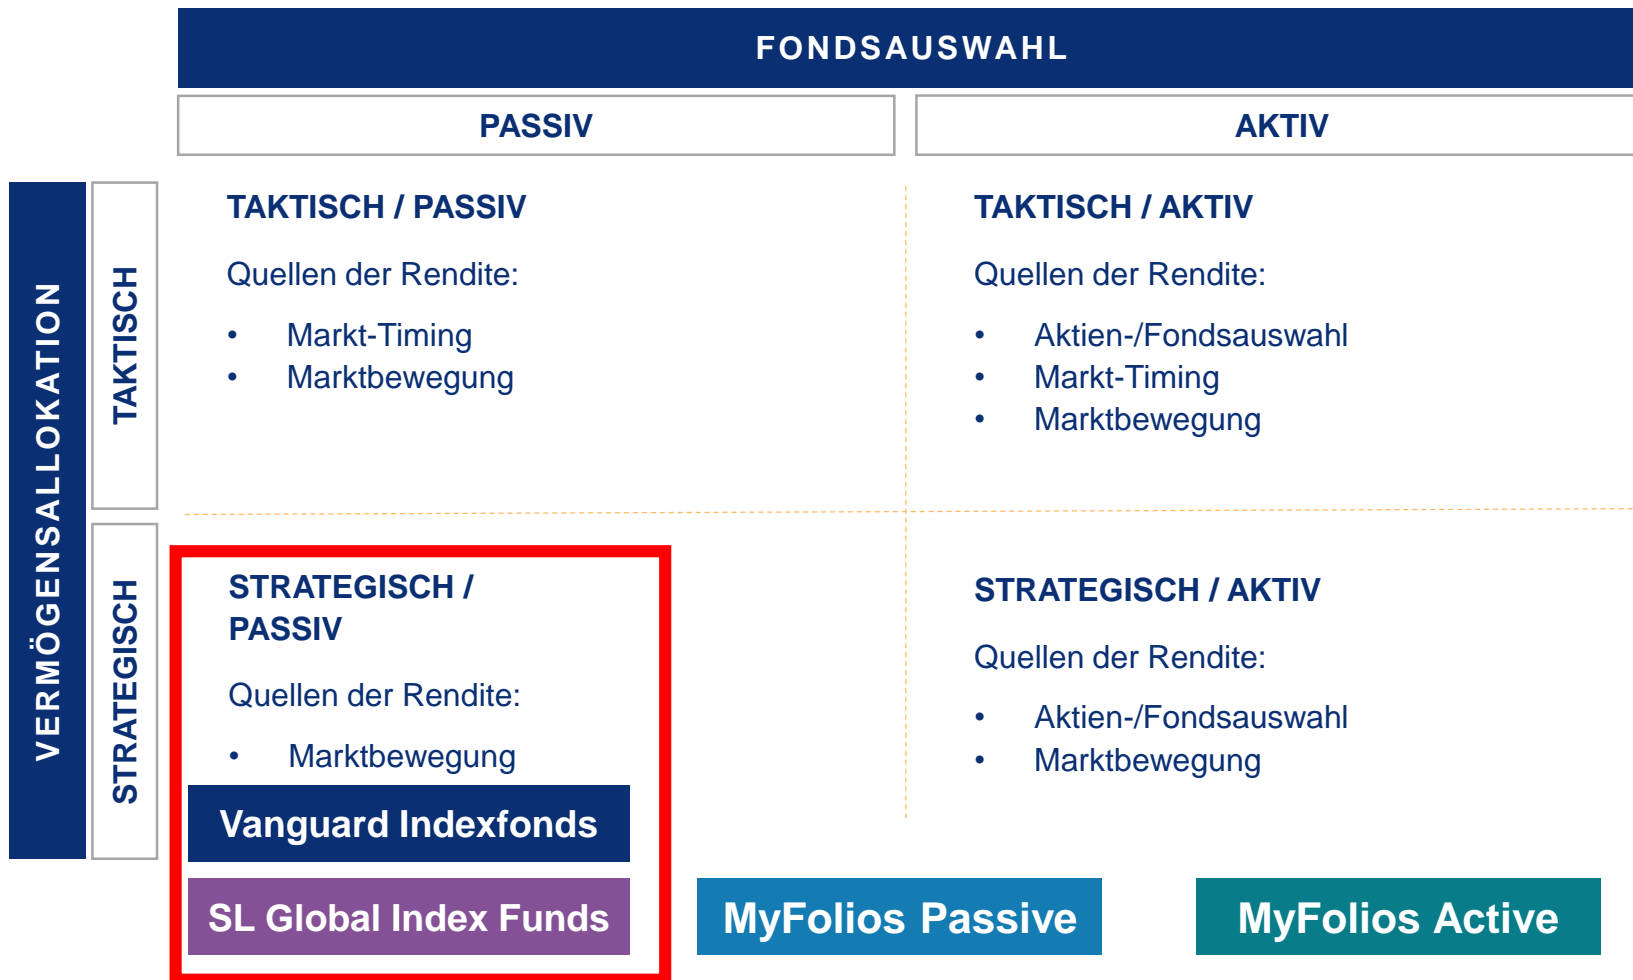 FONDSAUSWAHL
PASSIV
AKTIV
VERMÖGENSALLOKATION
TAKTISCH
TAKTISCH / PASSIV
Quellen der Rendite:
• Markt-Timing
• Marktbewegung
TAKTISCH / AKTIV
Quellen der Rendite:
• Aktien-/Fondsauswahl
• Markt-Timing
• Marktbewegung
STRATEGISCH
STRATEGISCH /
PASSIV
Quellen der Rendite:
• Marktbewegung
Vanguard Indexfonds
SL Global Index Funds
STRATEGISCH / AKTIV
Quellen der Rendite:
• Aktien-/Fondsauswahl
• Marktbewegung
MyFolios Passive
MyFolios Active